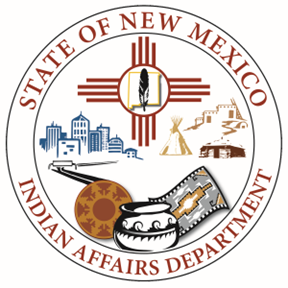 STATE OF NEW MEXICO
INDIAN AFFAIRS DEPARTMENT